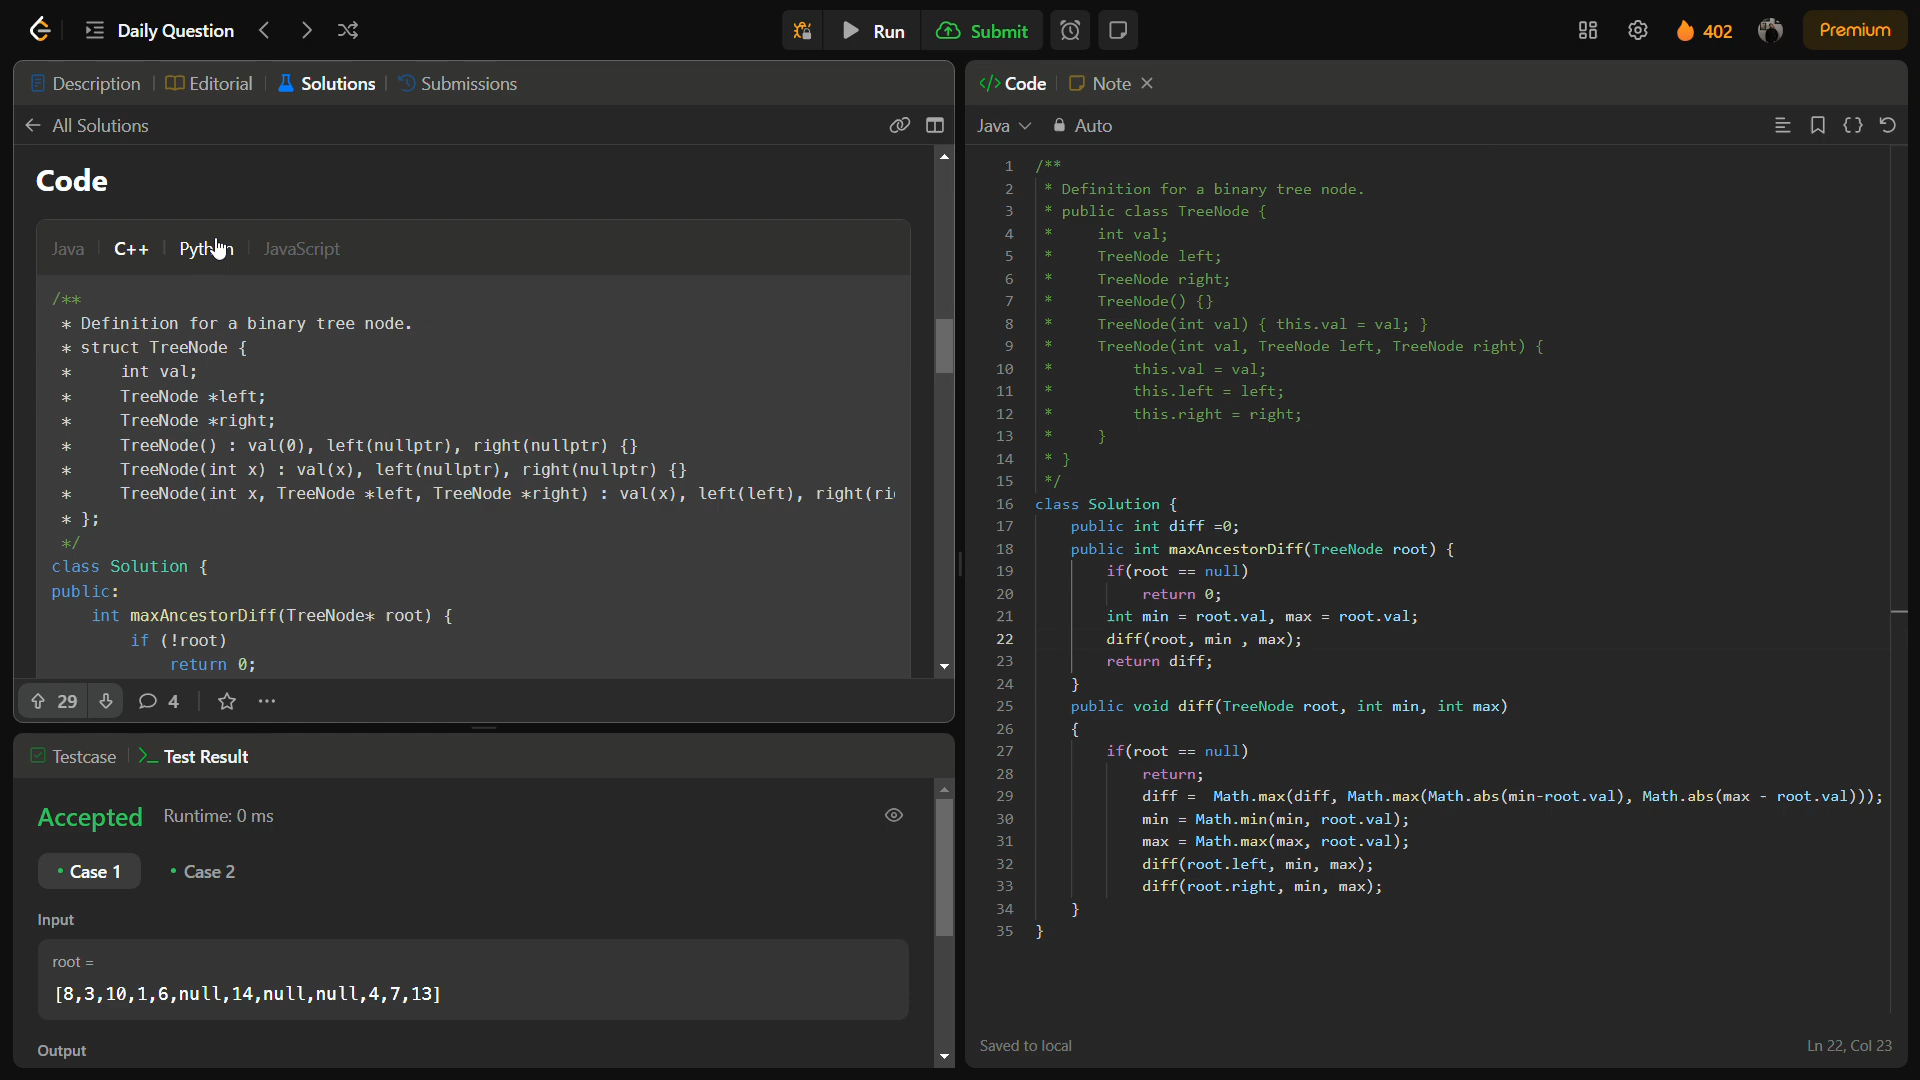 Daily Question
Run
Submit
402
Premium
Description
Editorial
Solutions
Submissions
All Solutions
Code
Java
C++
Python
JavaScript
/**
* Definition for a binary tree node.
* struct TreeNode {
* int val;
* TreeNode *left;
* TreeNode *right;
* TreeNode() : val(0), left(nullptr), right(nullptr) {}
* TreeNode(int x) : val(x), left(nullptr), right(nullptr) {}
* TreeNode(int x, TreeNode *left, TreeNode *right) : val(x), left(left), right(ri
* };
*/
class Solution {
public:
int maxAncestorDiff(TreeNode* root) {
if (!root)
return 0;
29
4
Testcase
Test Result
Accepted
Runtime: 0 ms
Case 1
Case 2
Input
root =
[8,3,10,1,6,null,14,null,null,4,7,13]
Output
</> Code
Note
Java
Auto
1 /**
2 * Definition for a binary tree node.
3 * public class TreeNode {
4 * int val;
5 * TreeNode left;
6 * TreeNode right;
7 * TreeNode() {}
8 * TreeNode(int val) { this.val = val; }
9 * TreeNode(int val, TreeNode left, TreeNode right) {
10 * this.val = val;
11 * this.left = left;
12 * this.right = right;
13 * }
14 * }
15 */
16 class Solution {
17 public int diff =0;
18 public int maxAncestorDiff(TreeNode root) {
19 if(root == null)
20 return 0;
21 int min = root.val, max = root.val;
22 diff(root, min , max);
23 return diff;
24 }
25 public void diff(TreeNode root, int min, int max)
26 {
27 if(root == null)
28 return;
29 diff = Math.max(diff, Math.max(Math.abs(min-root.val), Math.abs(max - root.val)));
30 min = Math.min(min, root.val);
31 max = Math.max(max, root.val);
32 diff(root.left, min, max);
33 diff(root.right, min, max);
34 }
35 }
Saved to local
Ln 22, Col 23